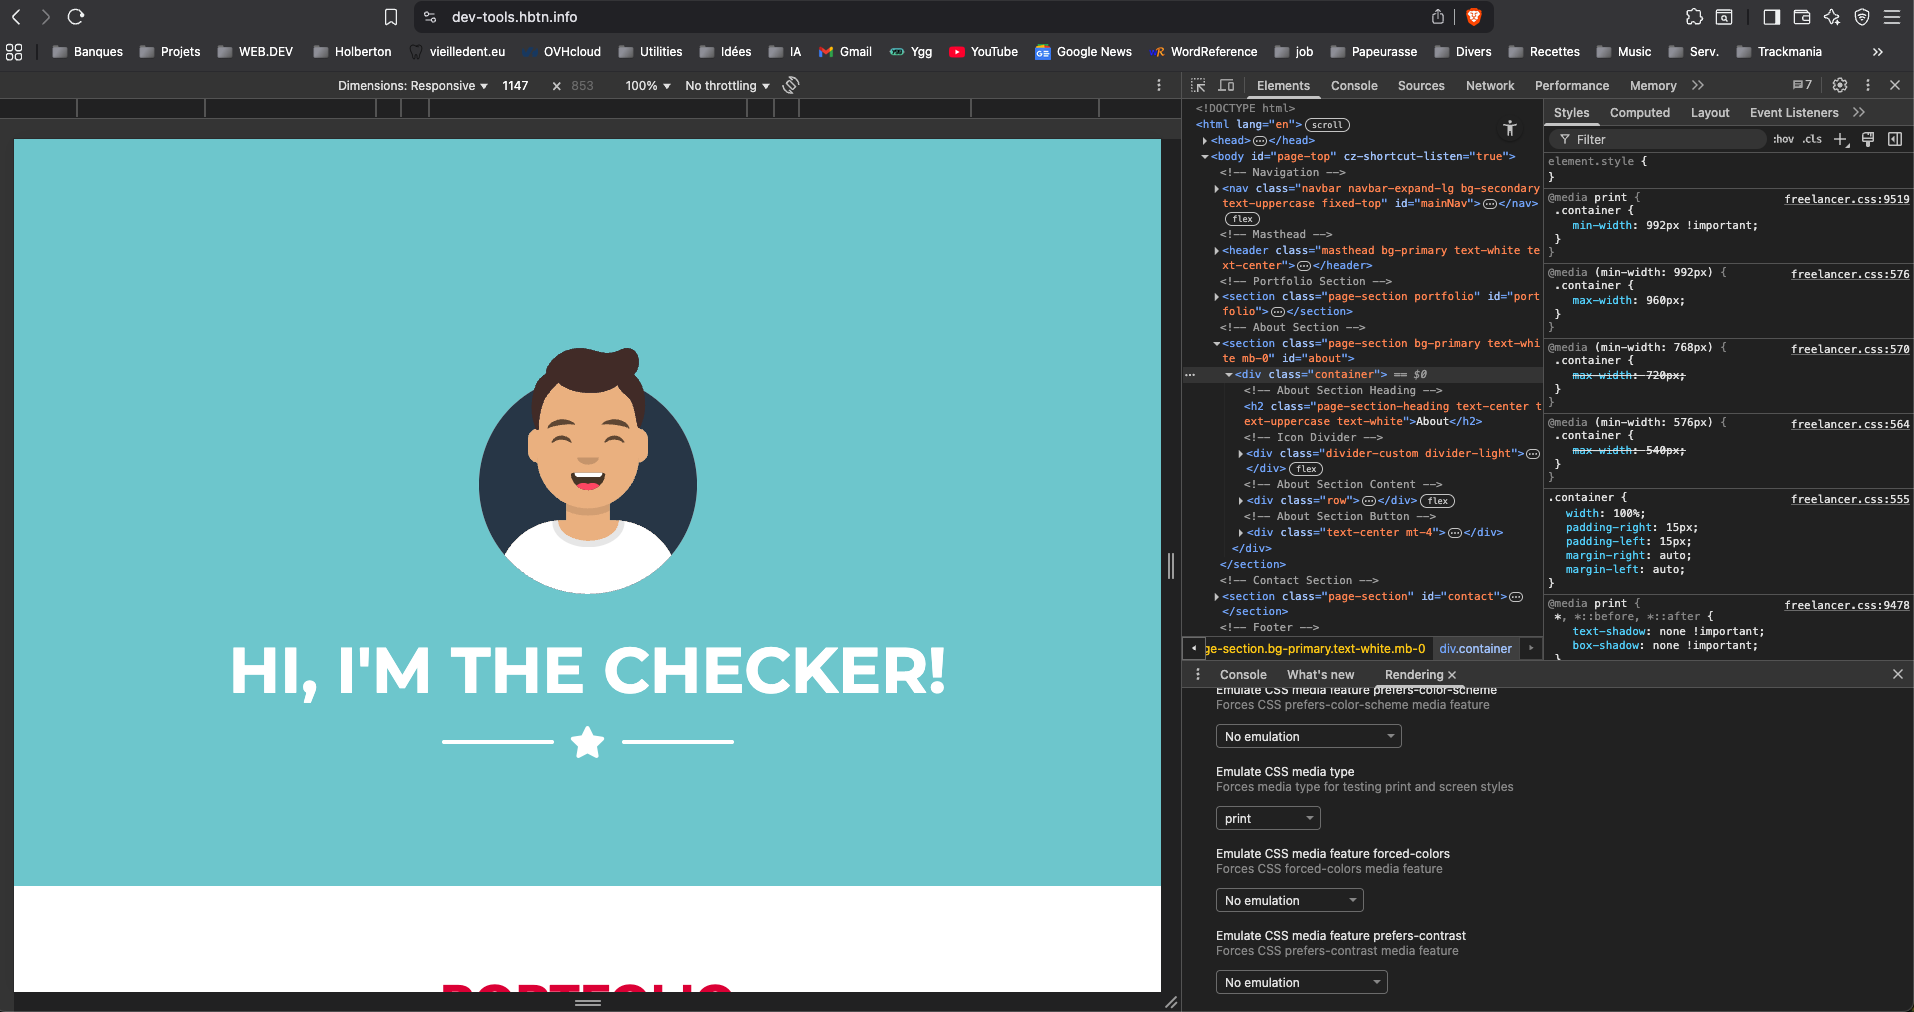 dev-tools.hbtn.info
Banques Projets WEB.DEV Holberton vieilledent.eu OVHcloud Utilities Idées IA Gmail Ygg YouTube Google News WordReference job Papeurasse Divers Recettes Music Serv. Trackmania »
Dimensions: Responsive 1147 x 853 100% No throttling
Elements Console Sources Network Performance Memory » 7
<!DOCTYPE html>
<html lang="en"> scroll
<head>⋯</head>
<body id="page-top" cz-shortcut-listen="true">
<!-- Navigation -->
<nav class="navbar navbar-expand-lg bg-secondary
text-uppercase fixed-top" id="mainNav">⋯</nav>
flex
<!-- Masthead -->
<header class="masthead bg-primary text-white te
xt-center">⋯</header>
<!-- Portfolio Section -->
<section class="page-section portfolio" id="port
folio">⋯</section>
<!-- About Section -->
<section class="page-section bg-primary text-whi
te mb-0" id="about">
<div class="container"> == $0
<!-- About Section Heading -->
<h2 class="page-section-heading text-center t
ext-uppercase text-white">About</h2>
<!-- Icon Divider -->
<div class="divider-custom divider-light">⋯
</div> flex
<!-- About Section Content -->
<div class="row">⋯</div> flex
<!-- About Section Button -->
<div class="text-center mt-4">⋯</div>
</div>
</section>
<!-- Contact Section -->
<section class="page-section" id="contact">⋯
</section>
<!-- Footer -->
ge-section.bg-primary.text-white.mb-0 div.container
Styles Computed Layout Event Listeners »
Filter :hov .cls
element.style {
}
@media print { freelancer.css:9519
.container {
min-width: 992px !important;
}
}
@media (min-width: 992px) { freelancer.css:576
.container {
max-width: 960px;
}
}
@media (min-width: 768px) { freelancer.css:570
.container {
max-width: 720px;
}
}
@media (min-width: 576px) { freelancer.css:564
.container {
max-width: 540px;
}
}
.container { freelancer.css:555
width: 100%;
padding-right: 15px;
padding-left: 15px;
margin-right: auto;
margin-left: auto;
}
@media print { freelancer.css:9478
*, *::before, *::after {
text-shadow: none !important;
box-shadow: none !important;
}
Console What's new Rendering
Emulate CSS media feature prefers-color-scheme
Forces CSS prefers-color-scheme media feature
No emulation
Emulate CSS media type
Forces media type for testing print and screen styles
print
Emulate CSS media feature forced-colors
Forces CSS forced-colors media feature
No emulation
Emulate CSS media feature prefers-contrast
Forces CSS prefers-contrast media feature
No emulation
HI, I'M THE CHECKER!
PORTFOLIO